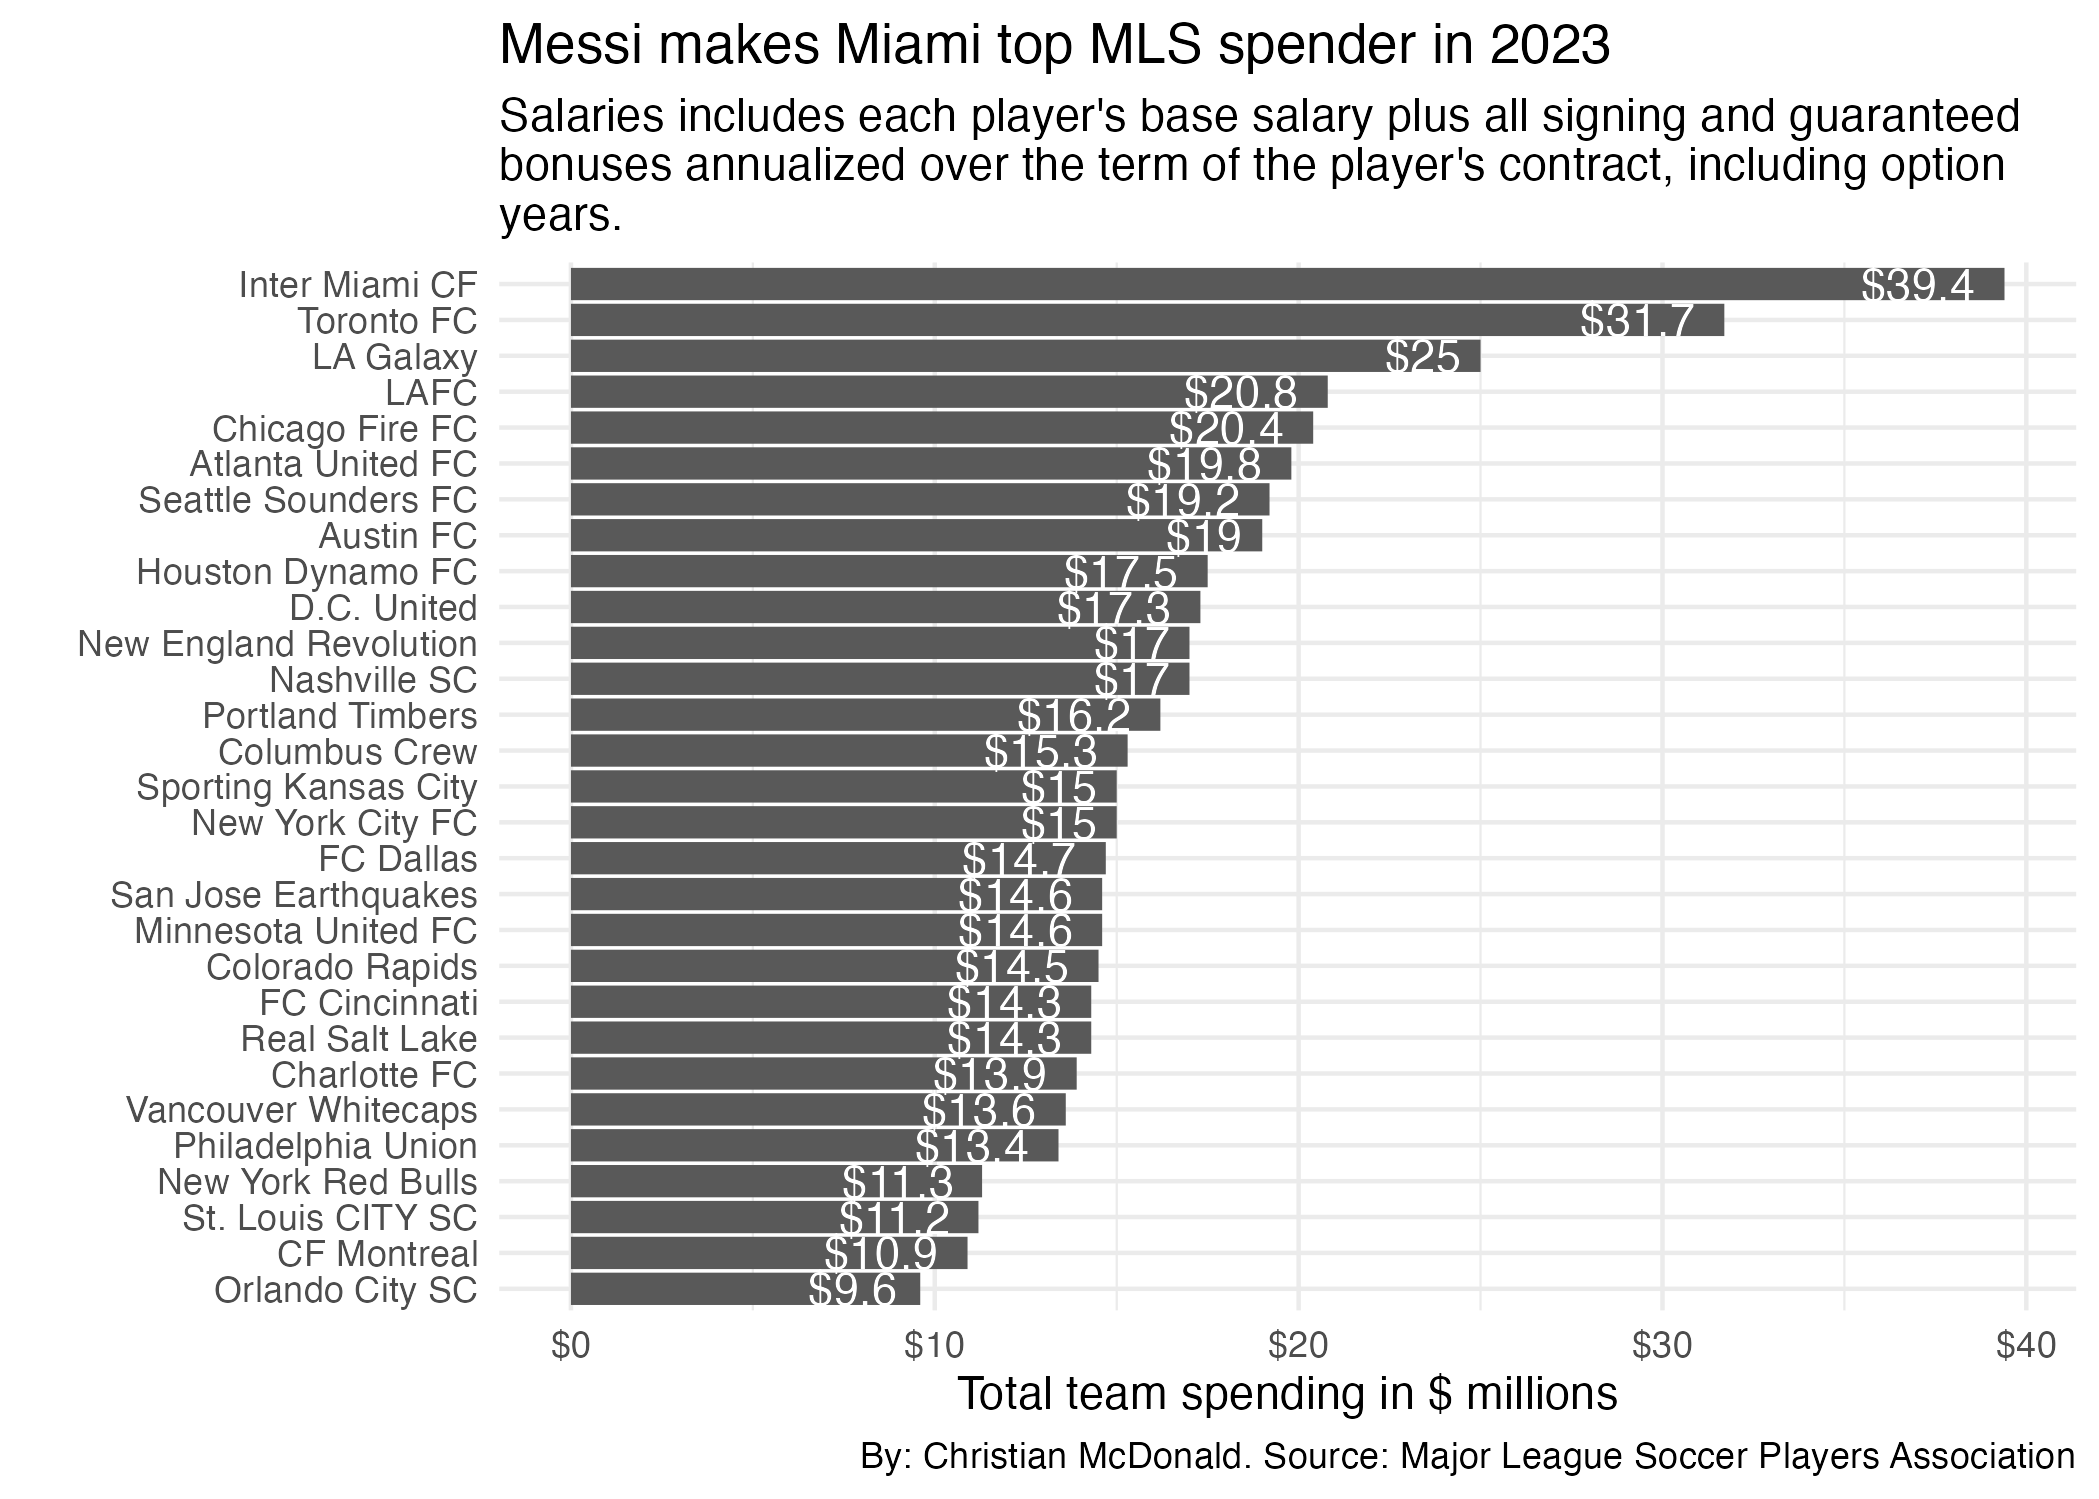 Messi makes Miami top MLS spender in 2023
Salaries includes each player's base salary plus all signing and guaranteed
bonuses annualized over the term of the player's contract, including option
years.
Inter Miami CF $39.4
Toronto FC $31.7
LA Galaxy $25
LAFC $20.8
Chicago Fire FC $20.4
Atlanta United FC $19.8
Seattle Sounders FC $19.2
Austin FC $19
Houston Dynamo FC $17.5
D.C. United $17.3
New England Revolution $17
Nashville SC $17
Portland Timbers $16.2
Columbus Crew $15.3
Sporting Kansas City $15
New York City FC $15
FC Dallas $14.7
San Jose Earthquakes $14.6
Minnesota United FC $14.6
Colorado Rapids $14.5
FC Cincinnati $14.3
Real Salt Lake $14.3
Charlotte FC $13.9
Vancouver Whitecaps $13.6
Philadelphia Union $13.4
New York Red Bulls $11.3
St. Louis CITY SC $11.2
CF Montreal $10.9
Orlando City SC $9.6
$0 $10 $20 $30 $40
Total team spending in $ millions
By: Christian McDonald. Source: Major League Soccer Players Association